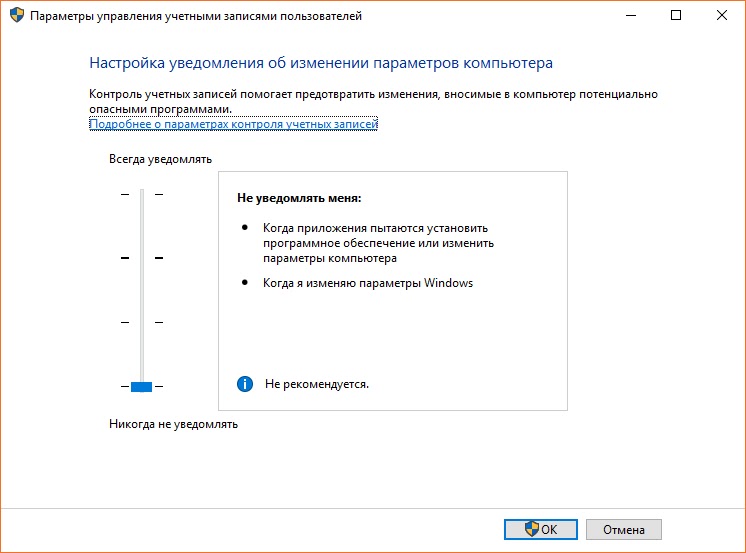 Параметры управления учетными записями пользователей
Настройка уведомления об изменении параметров компьютера
Контроль учетных записей помогает предотвратить изменения, вносимые в компьютер потенциально
опасными программами.
Подробнее о параметрах контроля учетных записей
Всегда уведомлять
Не уведомлять меня:
Когда приложения пытаются установить
программное обеспечение или изменить
параметры компьютера
Когда я изменяю параметры Windows
Не рекомендуется.
Никогда не уведомлять
ОК
Отмена